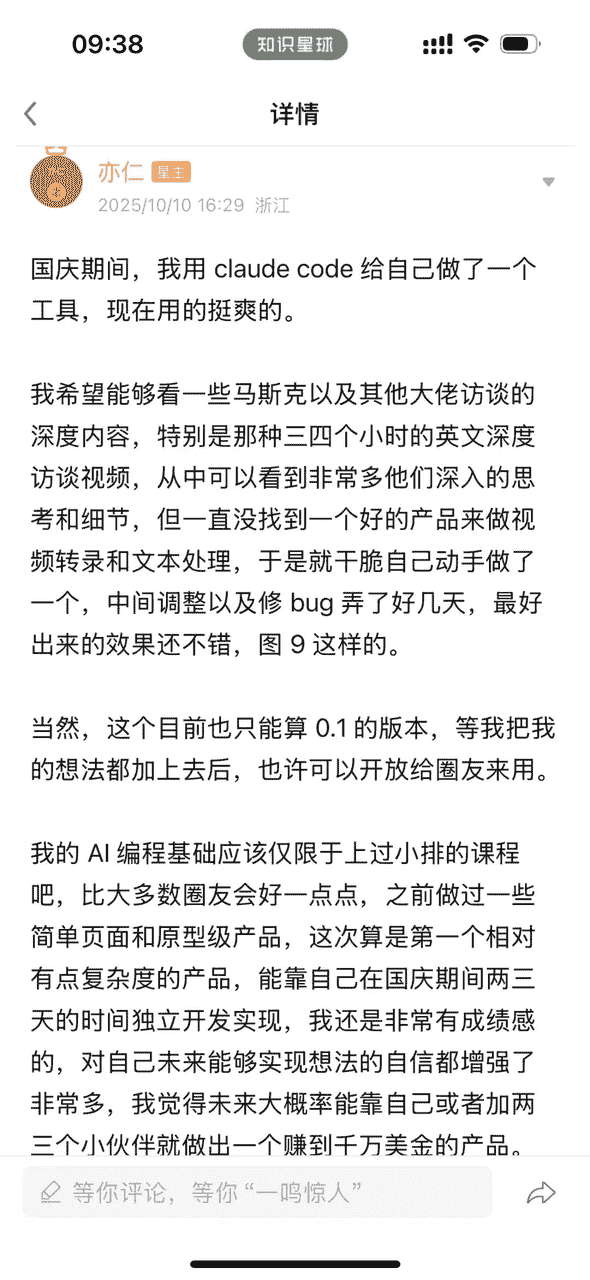 09:38
知识星球
详情
亦仁 星主
2025/10/10 16:29 浙江
国庆期间，我用 claude code 给自己做了一个
工具，现在用的挺爽的。
我希望能够看一些马斯克以及其他大佬访谈的
深度内容，特别是那种三四个小时的英文深度
访谈视频，从中可以看到非常多他们深入的思
考和细节，但一直没找到一个好的产品来做视
频转录和文本处理，于是就干脆自己动手做了
一个，中间调整以及修 bug 弄了好几天，最好
出来的效果还不错，图 9 这样的。
当然，这个目前也只能算 0.1 的版本，等我把我
的想法都加上去后，也许可以开放给圈友来用。
我的 AI 编程基础应该仅限于上过小排的课程
吧，比大多数圈友会好一点点，之前做过一些
简单页面和原型级产品，这次算是第一个相对
有点复杂度的产品，能靠自己在国庆期间两三
天的时间独立开发实现，我还是非常有成绩感
的，对自己未来能够实现想法的自信都增强了
非常多，我觉得未来大概率能靠自己或者加两
三个小伙伴就做出一个赚到千万美金的产品。
等你评论，等你 “一鸣惊人”